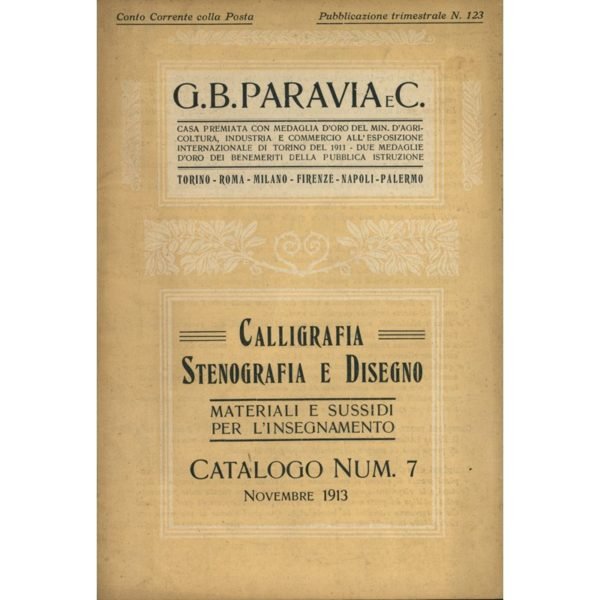 Conto Corrente colla Posta
Pubblicazione trimestrale N. 123
G.B. PARAVIA E C.
CASA PREMIATA CON MEDAGLIA D'ORO DEL MIN. D'AGRI-
COLTURA, INDUSTRIA E COMMERCIO ALL'ESPOSIZIONE
INTERNAZIONALE DI TORINO DEL 1911 - DUE MEDAGLIE
D'ORO DEI BENEMERITI DELLA PUBBLICA ISTRUZIONE
TORINO - ROMA - MILANO - FIRENZE - NAPOLI - PALERMO
CALLIGRAFIA
STENOGRAFIA E DISEGNO
MATERIALI E SUSSIDI
PER L'INSEGNAMENTO
CATALOGO NUM. 7
NOVEMBRE 1913